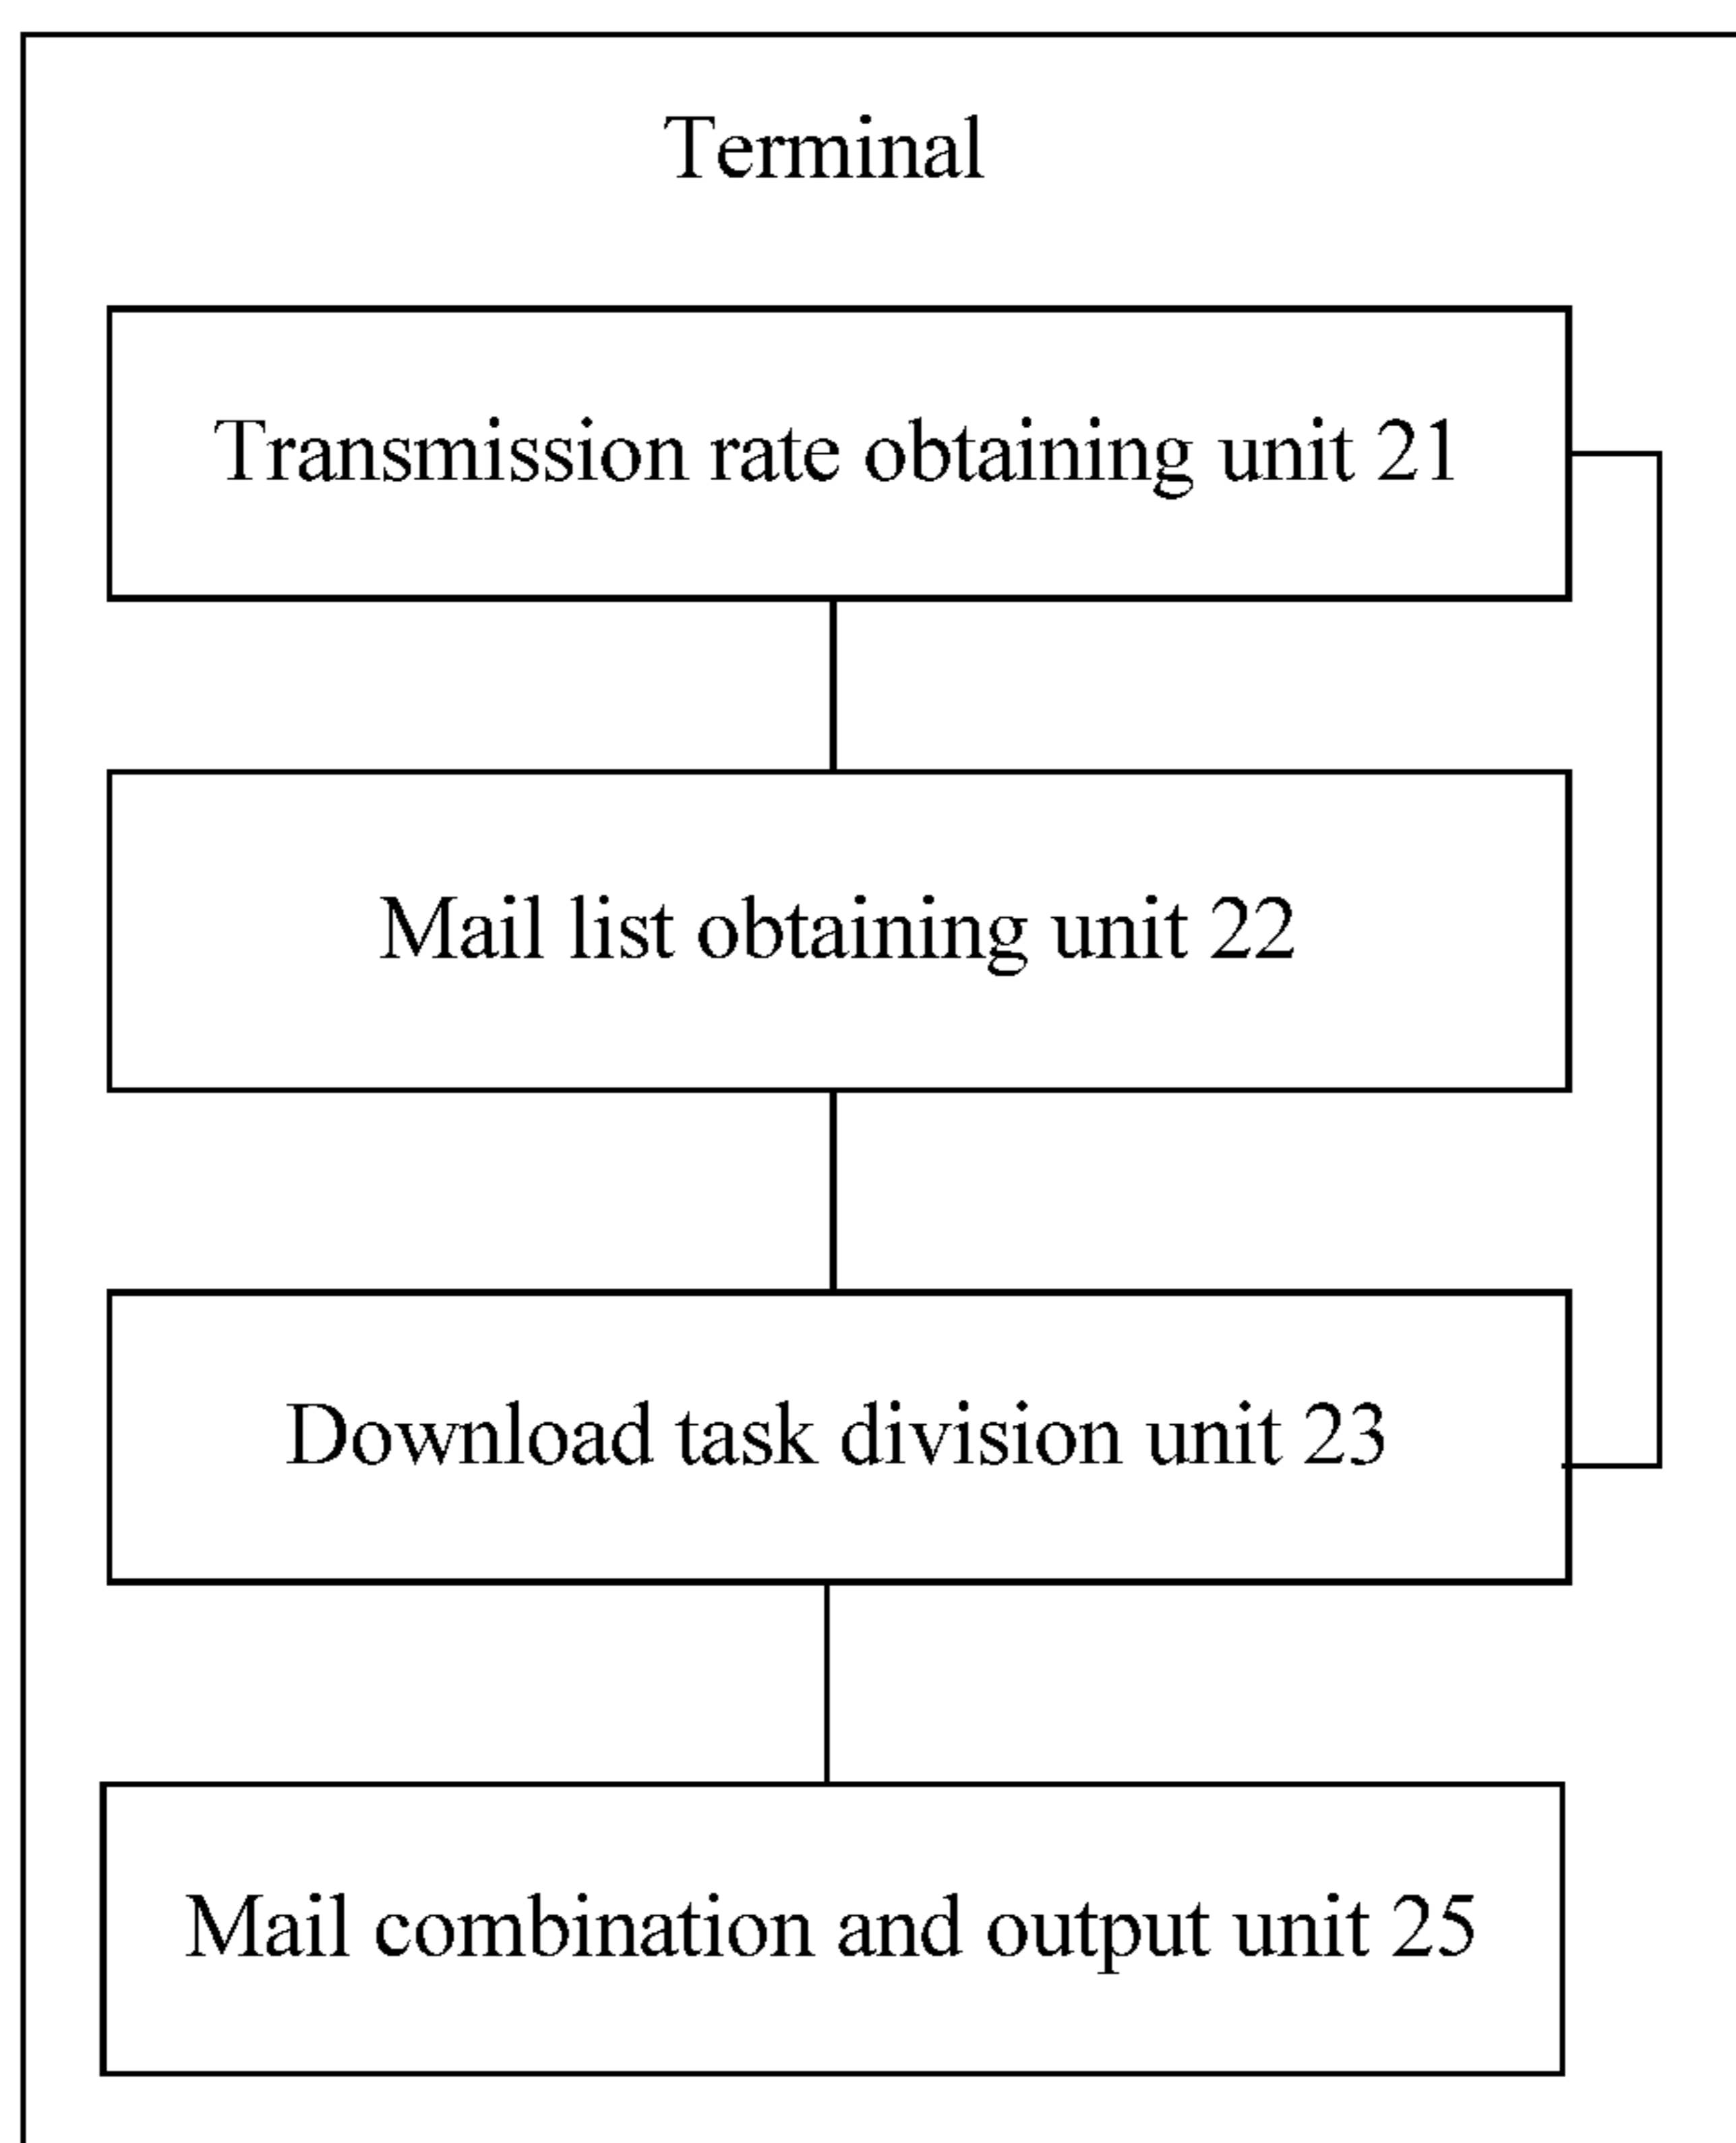 Terminal
Transmission rate obtaining unit 21
Mail list obtaining unit 22
Download task division unit 23
Mail combination and output unit 25